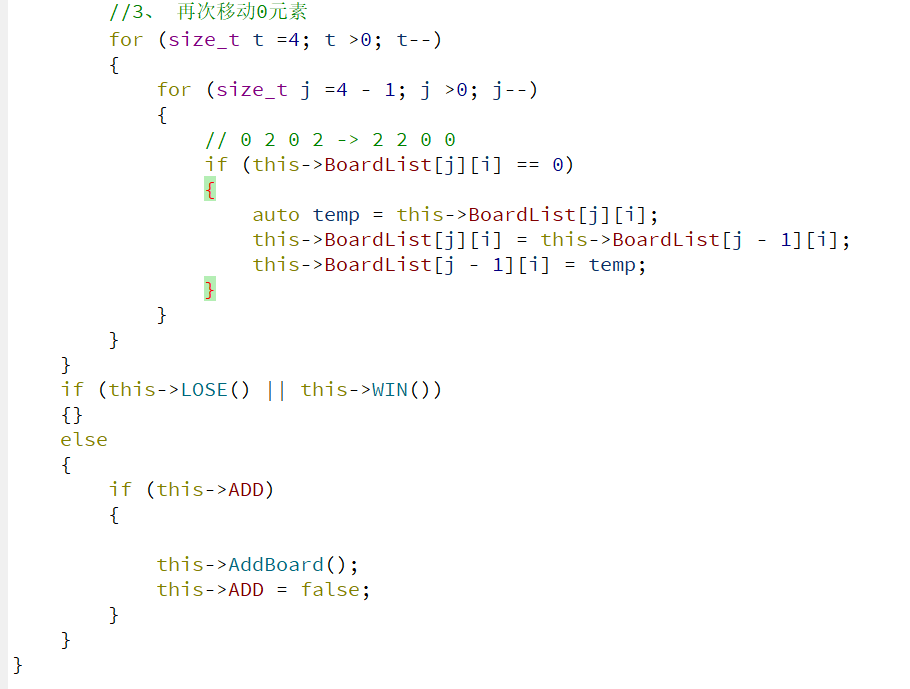 //3、 再次移动0元素
for (size_t t =4; t >0; t--)
{
for (size_t j =4 - 1; j >0; j--)
{
// 0 2 0 2 -> 2 2 0 0
if (this->BoardList[j][i] == 0)
{
auto temp = this->BoardList[j][i];
this->BoardList[j][i] = this->BoardList[j - 1][i];
this->BoardList[j - 1][i] = temp;
}
}
}
}
if (this->LOSE() || this->WIN())
{}
else
{
if (this->ADD)
{
this->AddBoard();
this->ADD = false;
}
}
}